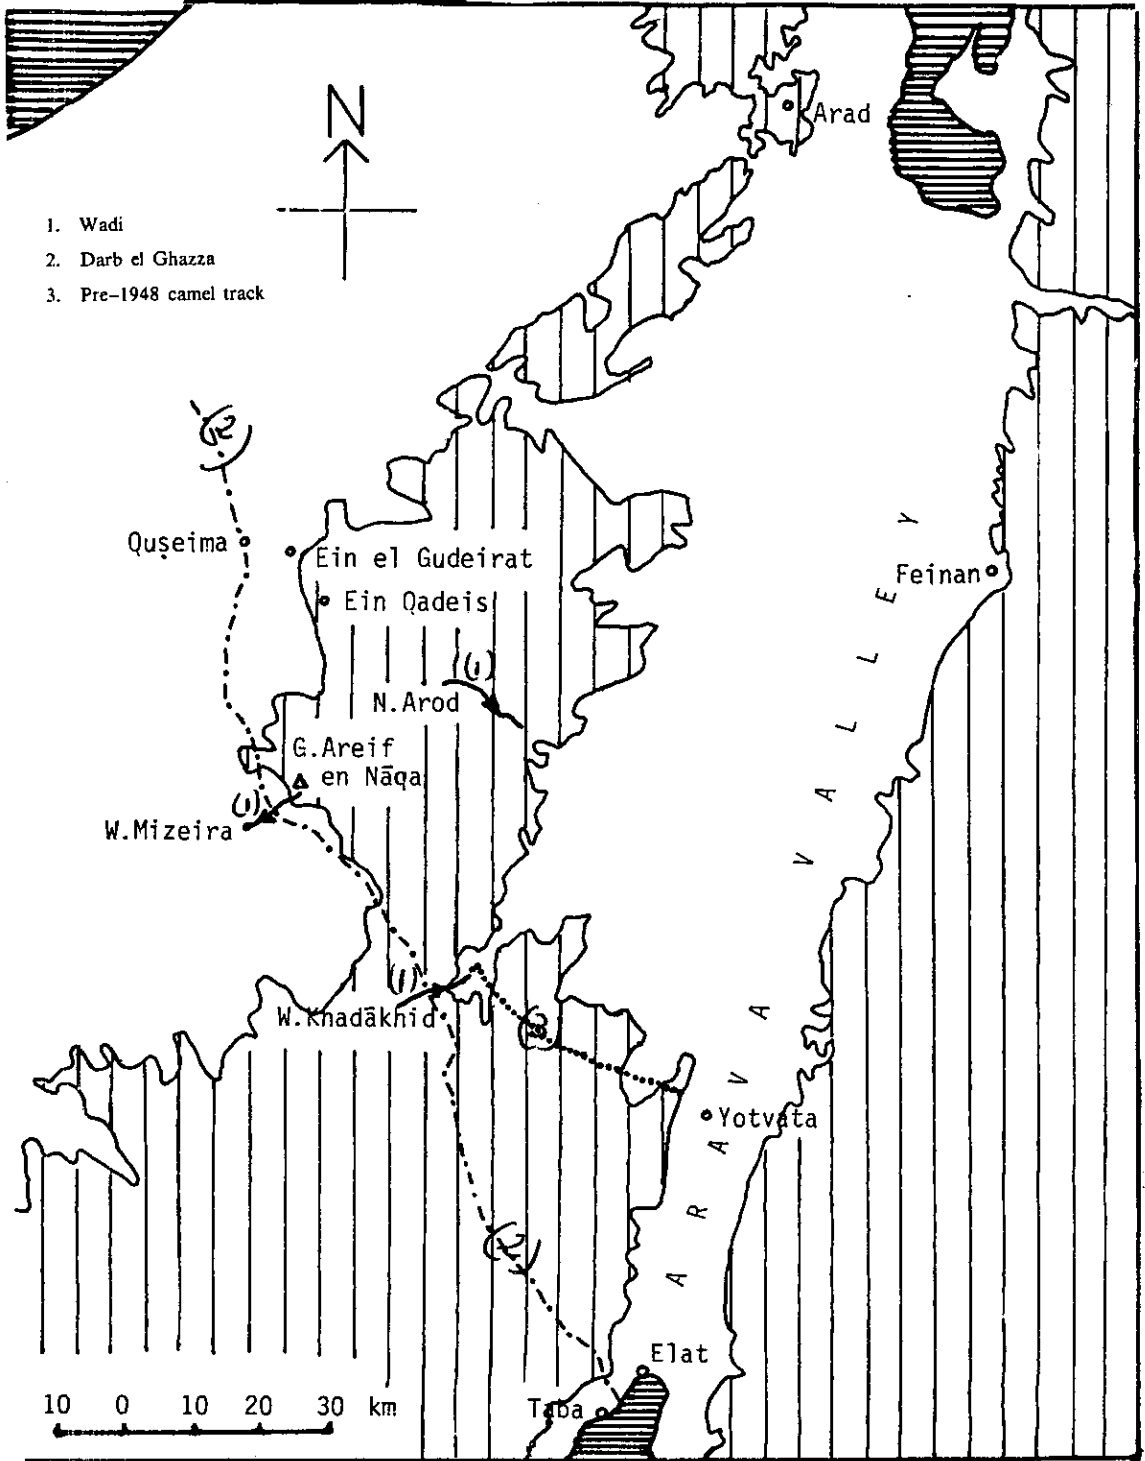 N
Arad
1. Wadi
2. Darb el Ghazza
3. Pre-1948 camel track
(2)
Quṣeima
Ein el Gudeirat
Feinan
Ein Qadeis
(1)
N.Arod
G.Areif
en Nāqa
(1)
W.Mizeira
(1)
W.Khadākhid
(3)
Yotvata
ARAVA VALLEY
(2)
Elat
Taba
10 0 10 20 30 km